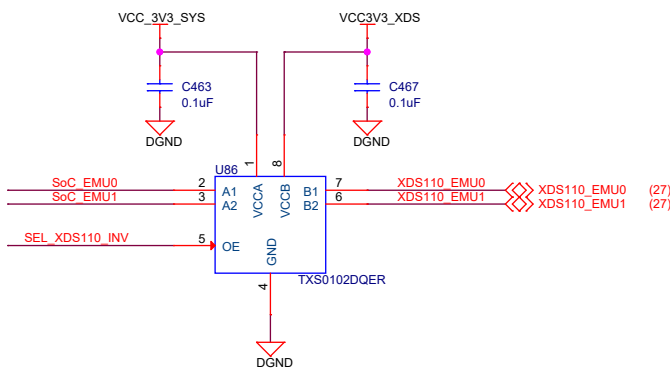 VCC_3V3_SYS
VCC3V3_XDS
C463
0.1uF
C467
0.1uF
DGND
DGND
1
8
U86
SoC_EMU0
2
A1
VCCA
VCCB
B1
7
XDS110_EMU0
XDS110_EMU0 (27)
SoC_EMU1
3
A2
B2
6
XDS110_EMU1
XDS110_EMU1 (27)
SEL_XDS110_INV
5
OE
GND
TXS0102DQER
4
DGND